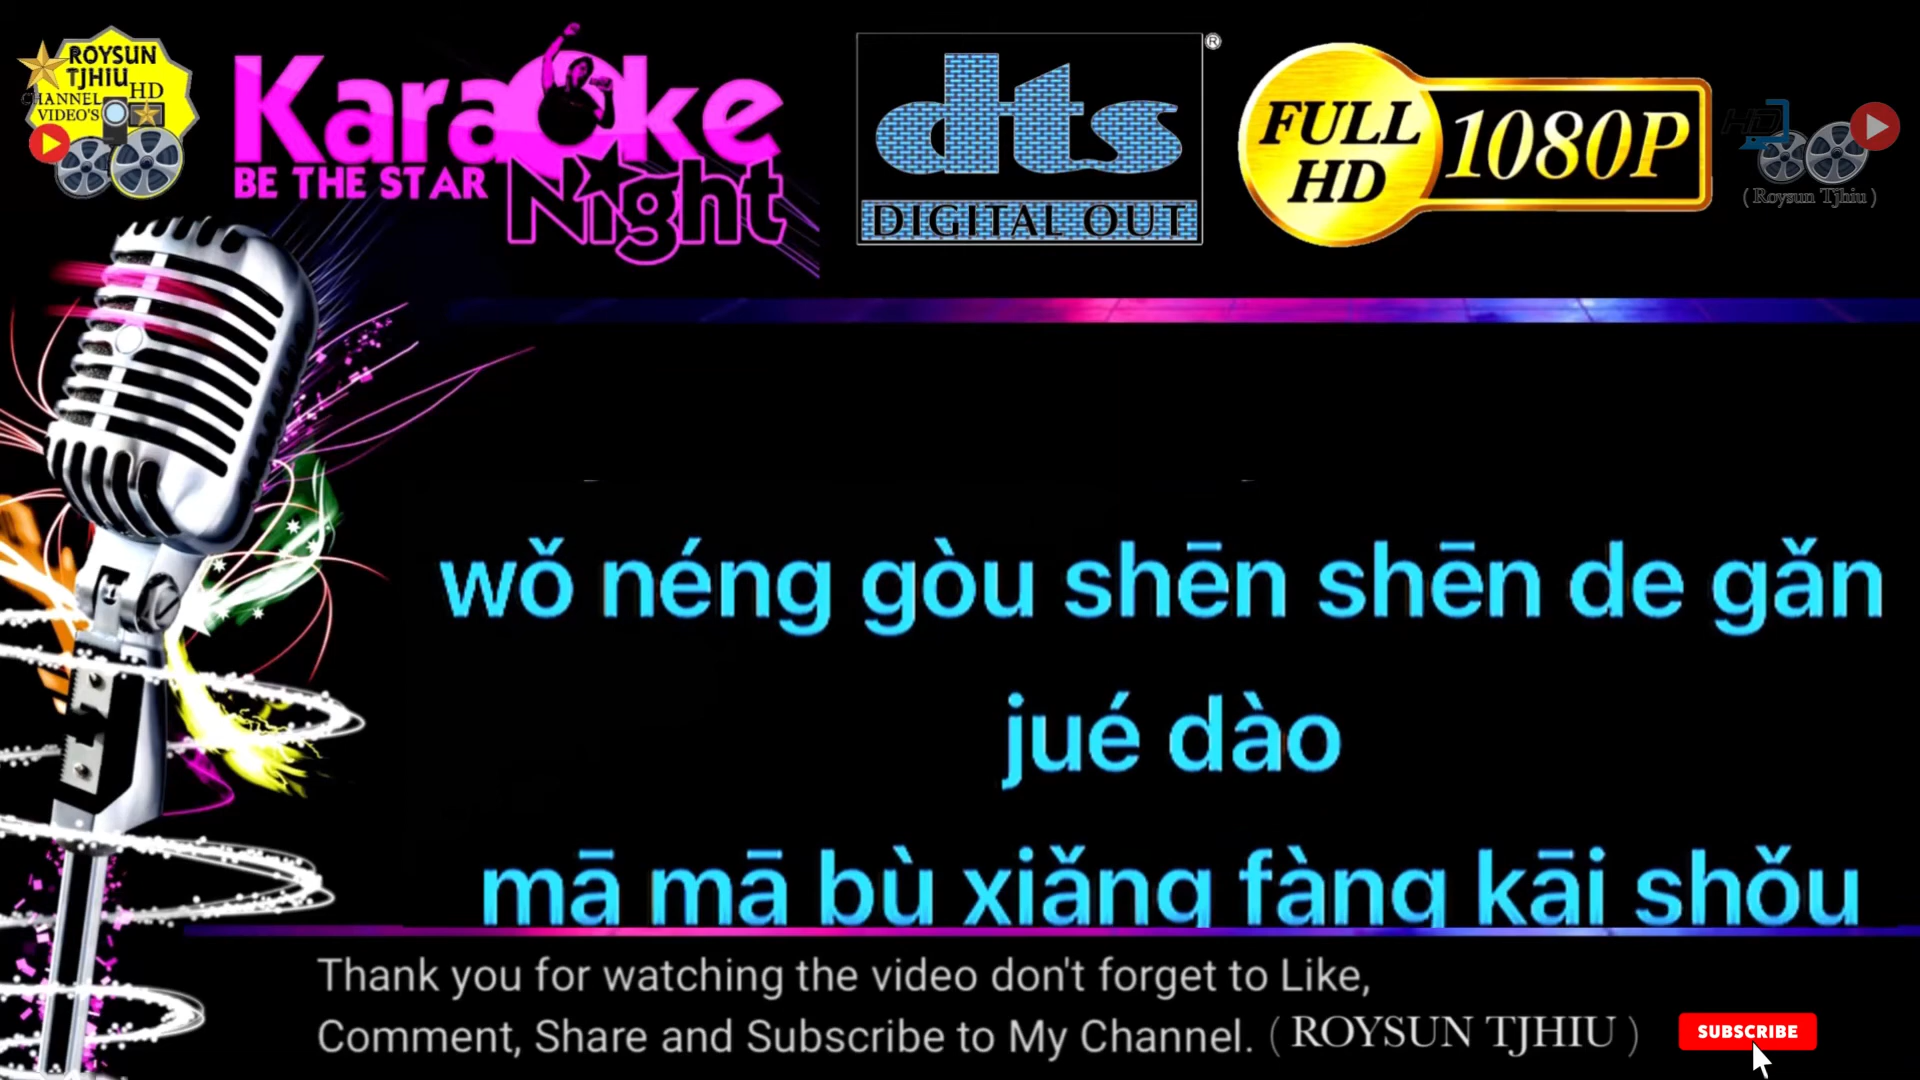 ROYSUN
TJHIU HD
CHANNEL
VIDEO'S
Karaoke
BE THE STAR
Night
dts ®
DIGITAL OUT
FULL
HD
1080P
HD
( Roysun Tjhiu )
wǒ néng gòu shēn shēn de gǎn
jué dào
mā mā bù xiǎng fàng kāi shǒu
Thank you for watching the video don't forget to Like,
Comment, Share and Subscribe to My Channel. ( ROYSUN TJHIU )
SUBSCRIBE